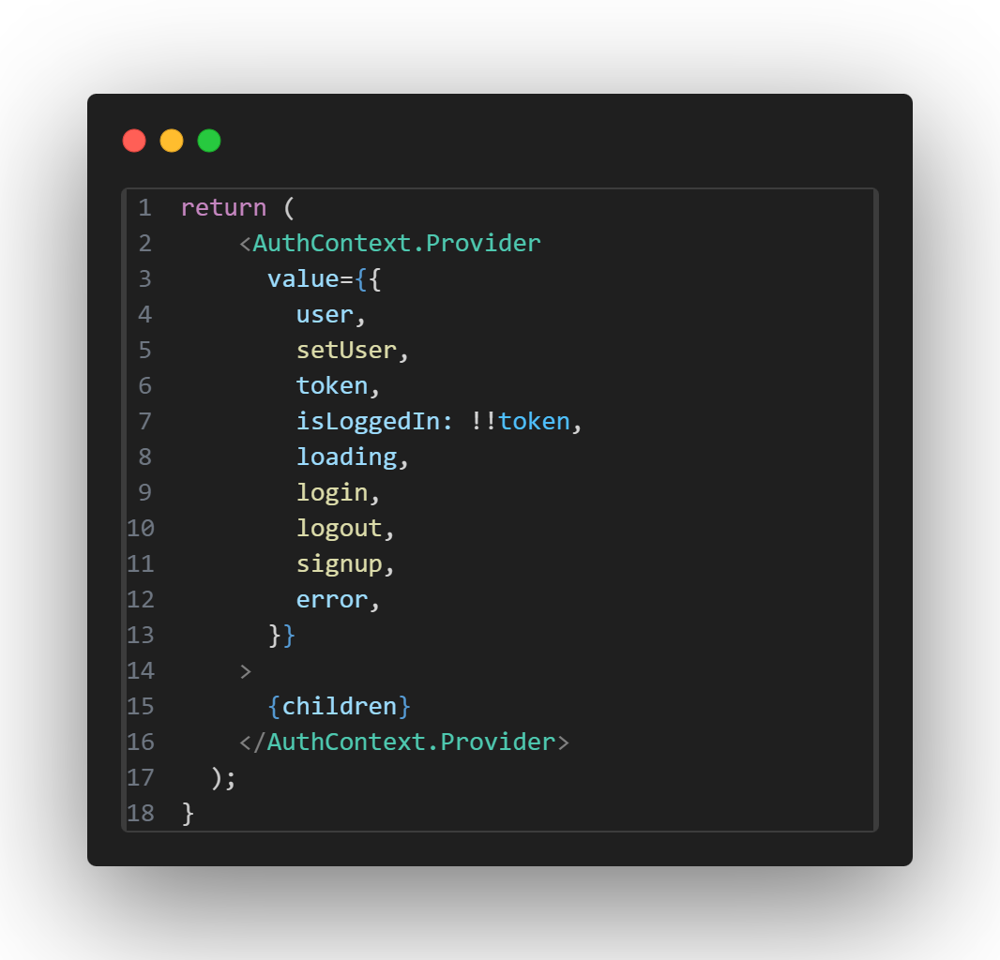 1 return (
2     <AuthContext.Provider
3       value={{
4         user,
5         setUser,
6         token,
7         isLoggedIn: !!token,
8         loading,
9         login,
10         logout,
11         signup,
12         error,
13       }}
14     >
15       {children}
16     </AuthContext.Provider>
17   );
18 }